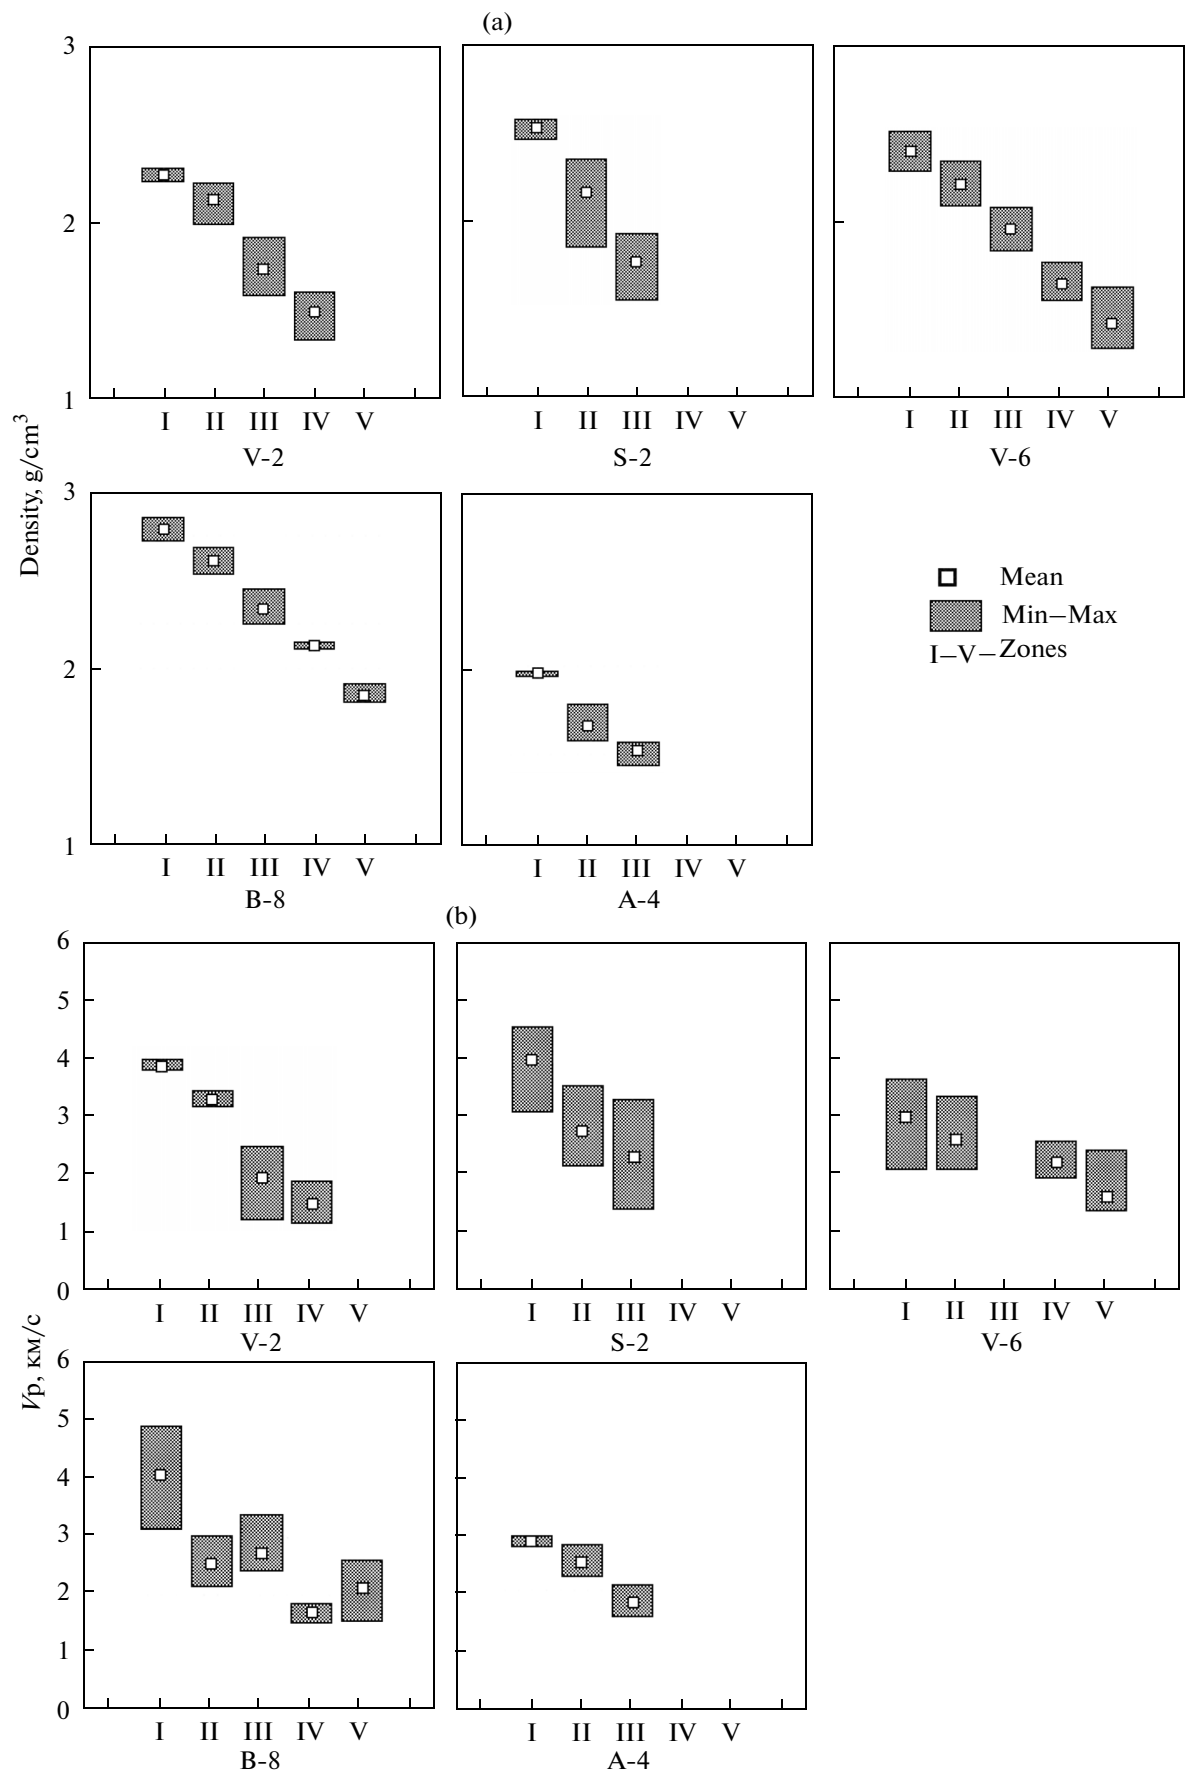 (a)
3
2
1
I II III IV V
V-2
I II III IV V
S-2
I II III IV V
V-6
Density, g/cm³
3
2
1
I II III IV V
B-8
I II III IV V
A-4
Mean
Min–Max
I–V– Zones
(b)
6
5
4
3
2
1
0
I II III IV V
V-2
I II III IV V
S-2
I II III IV V
V-6
Vp, км/с
6
5
4
3
2
1
0
I II III IV V
B-8
I II III IV V
A-4